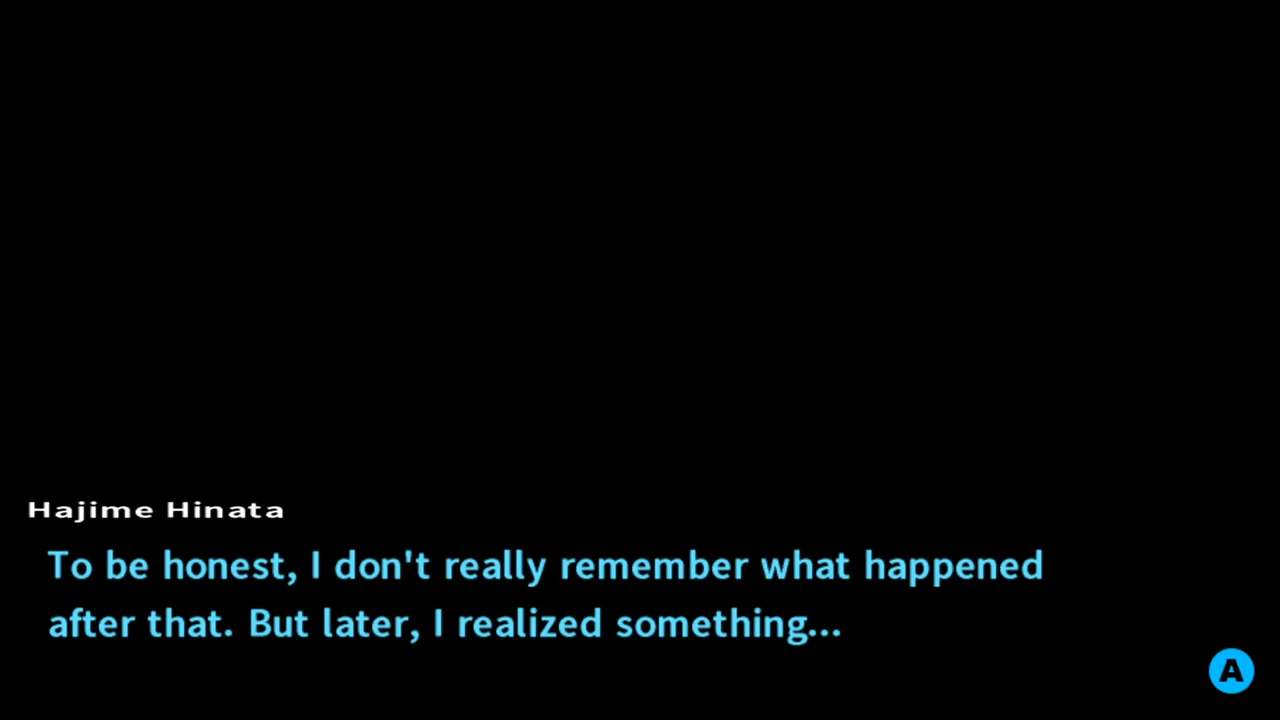 Hajime Hinata
To be honest, I don't really remember what happened
after that. But later, I realized something...
A